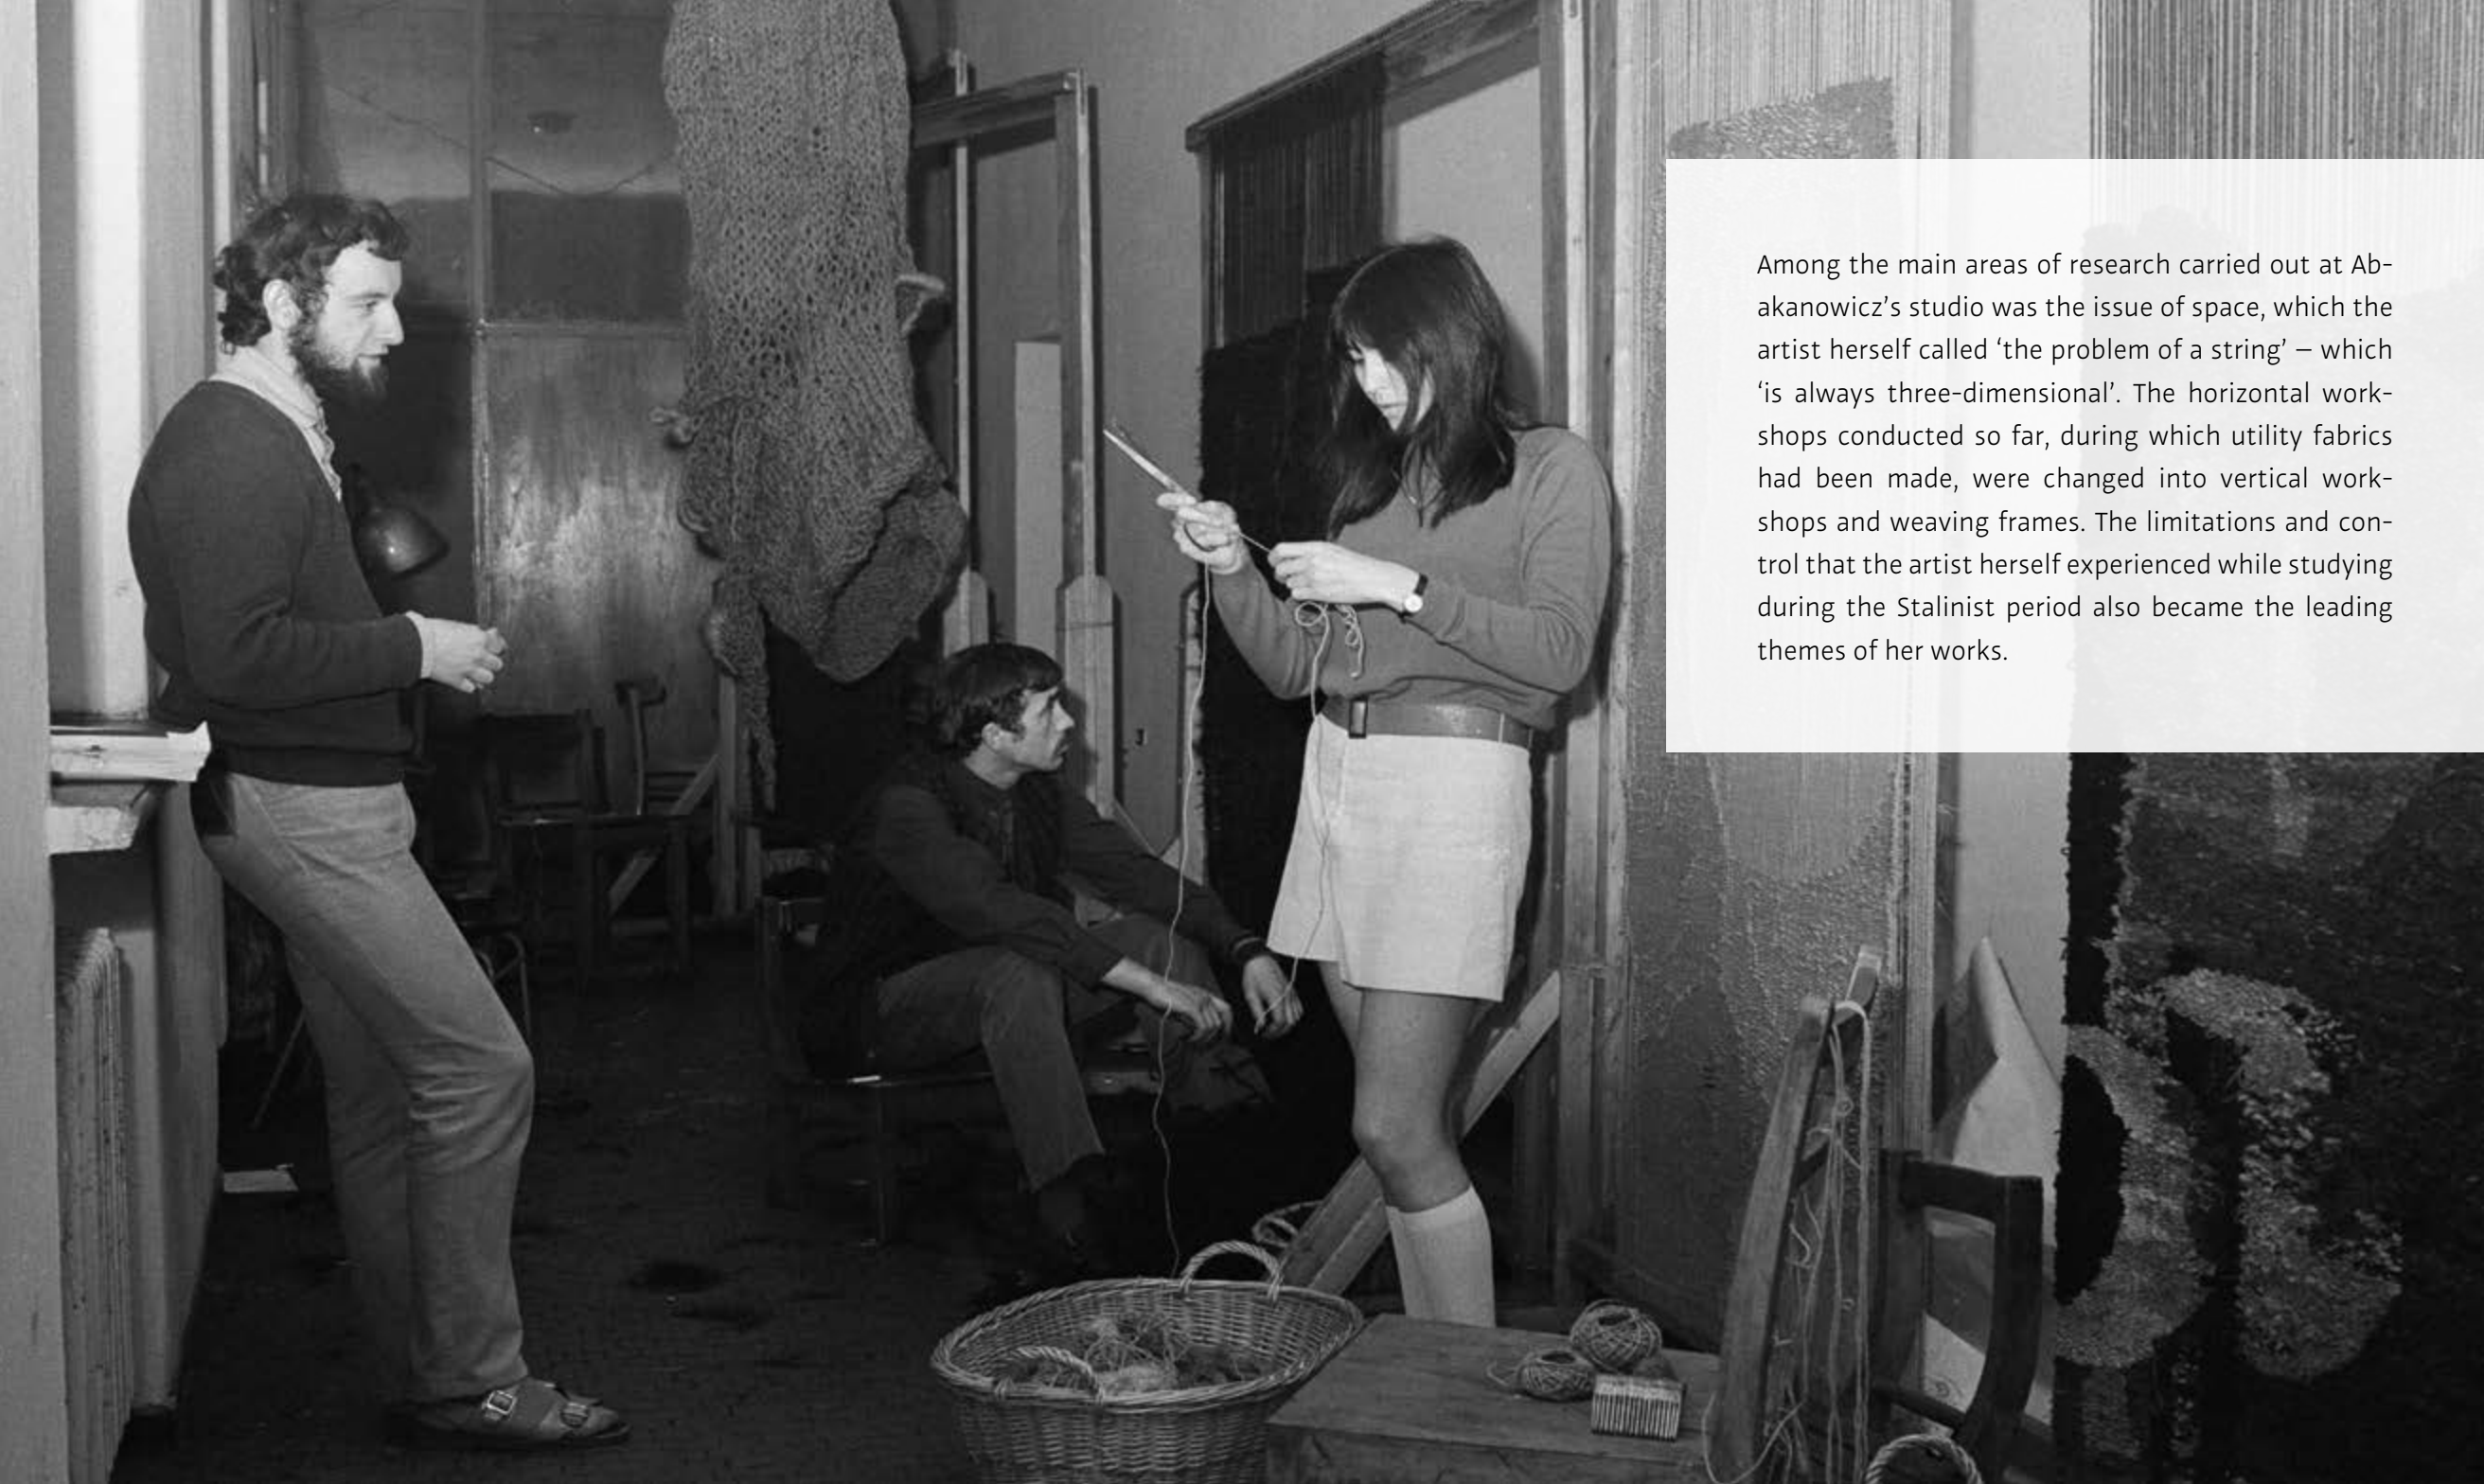 Among the main areas of research carried out at Ab-
akanowicz’s studio was the issue of space, which the
artist herself called ‘the problem of a string’ – which
‘is always three-dimensional’. The horizontal work-
shops conducted so far, during which utility fabrics
had been made, were changed into vertical work-
shops and weaving frames. The limitations and con-
trol that the artist herself experienced while studying
during the Stalinist period also became the leading
themes of her works.